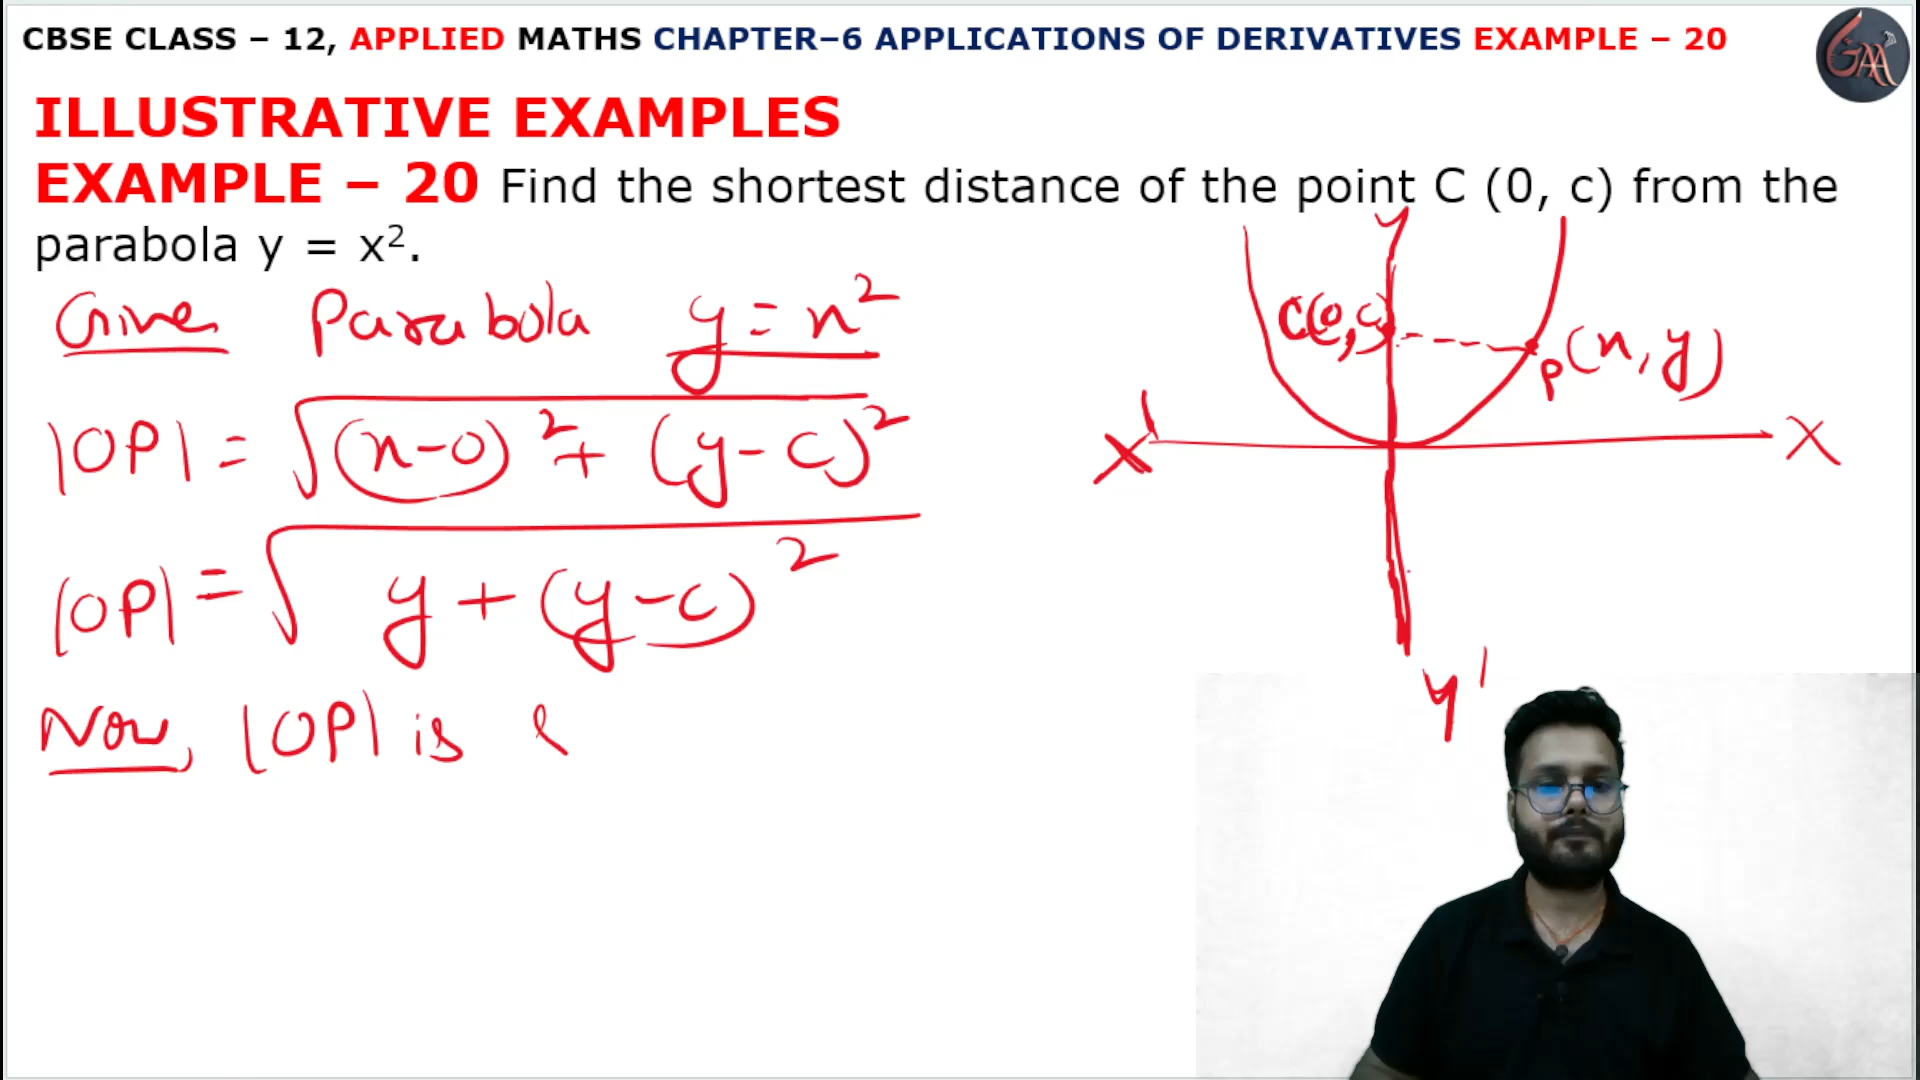 CBSE CLASS – 12, APPLIED MATHS CHAPTER–6 APPLICATIONS OF DERIVATIVES EXAMPLE – 20
ILLUSTRATIVE EXAMPLES
EXAMPLE – 20 Find the shortest distance of the point C (0, c) from the
parabola y = x².
Given Parabola y = x²
|OP| = √(x-0)² + (y-c)²
|OP| = √y + (y-c)²
Now, |OP| is
Y
C(0,c)
P(x, y)
X'
X
Y'